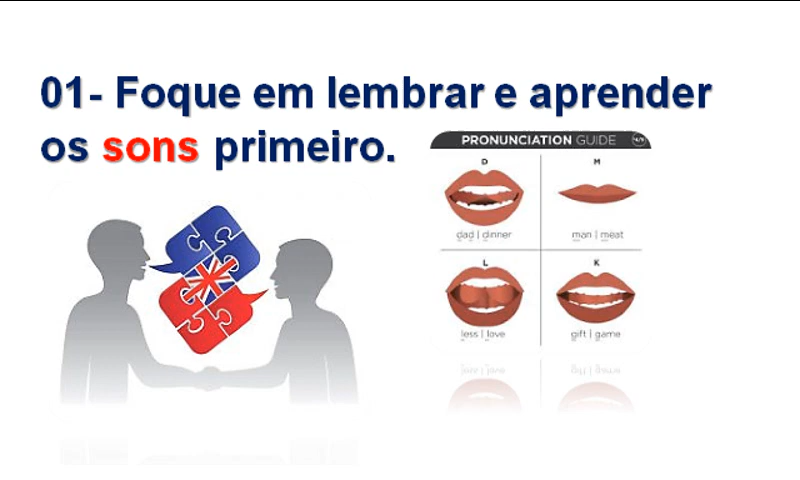 01- Foque em lembrar e aprender
os sons primeiro.
PRONUNCIATION GUIDE
D
M
dad | dinner
man | meat
L
K
less | love
gift | game